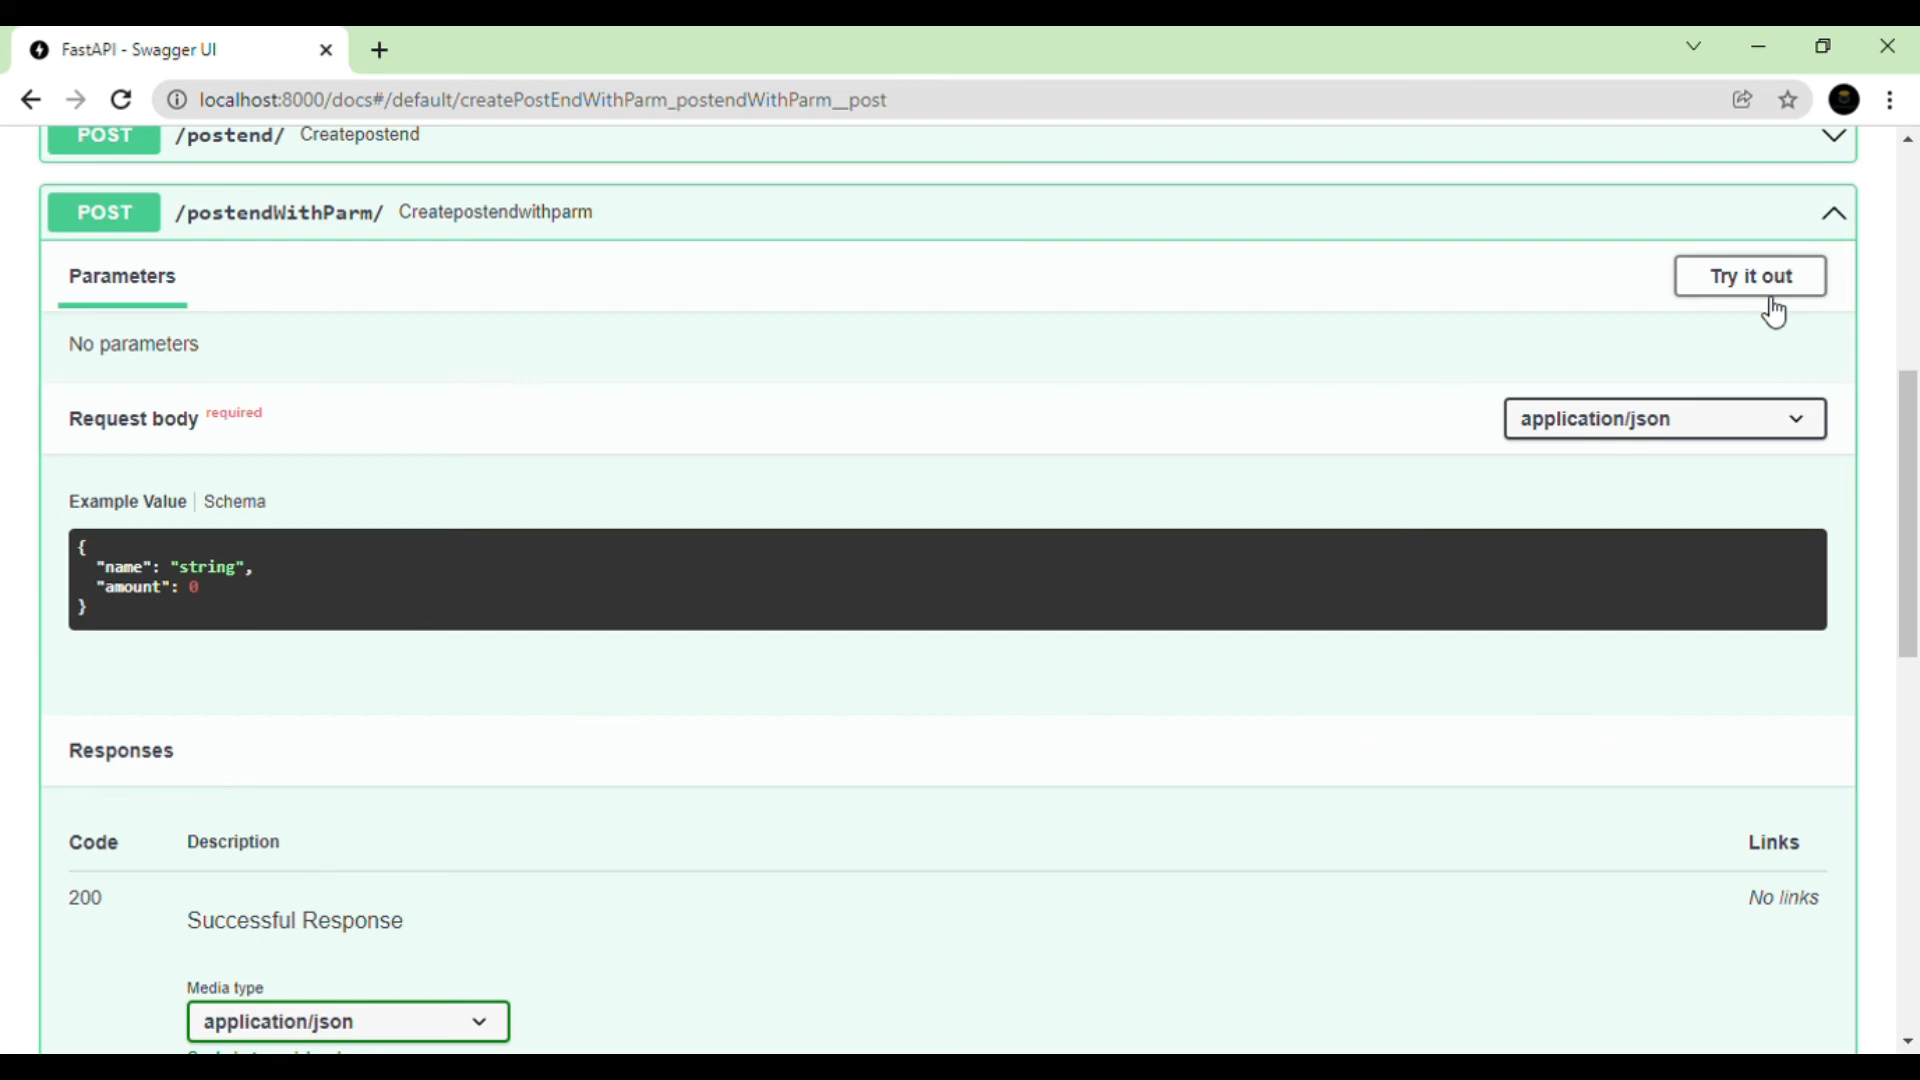 FastAPI - Swagger UI
localhost:8000/docs#/default/createPostEndWithParm_postendWithParm__post
POST /postend/ Createpostend
POST /postendWithParm/ Createpostendwithparm
Parameters
Try it out
No parameters
Request body required
application/json
Example Value Schema
{
"name": "string",
"amount": 0
}
Responses
Code Description Links
200 No links
Successful Response
Media type
application/json